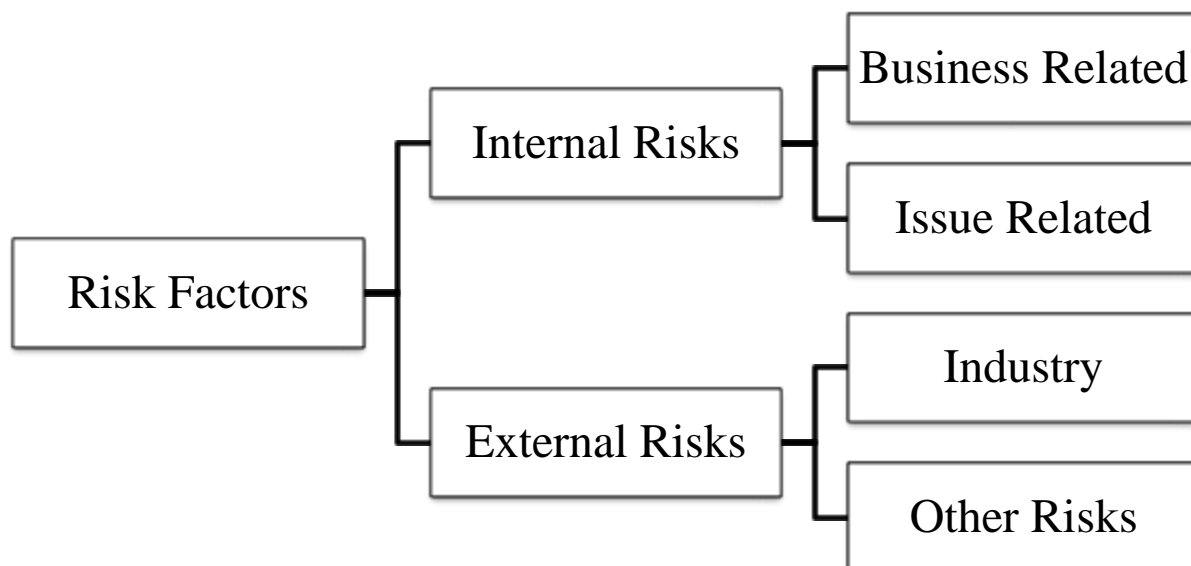 Risk Factors
Internal Risks
Business Related
Issue Related
External Risks
Industry
Other Risks